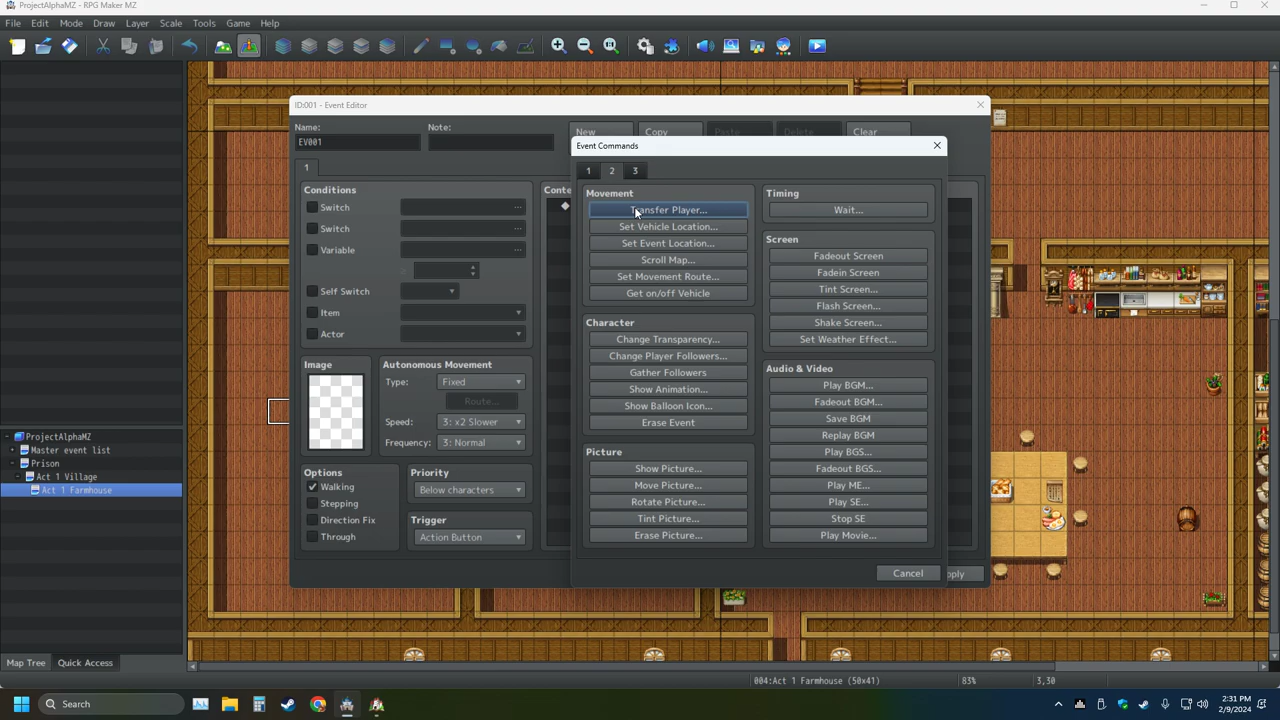 ProjectAlphaMZ - RPG Maker MZ
File Edit Mode Draw Layer Scale Tools Game Help
ID:001 - Event Editor
Name:
Note:
EV001
New
Copy
Paste
Delete
Clear
1
Conditions
Switch ...
Switch ...
Variable ...
≥
Self Switch
Item
Actor
Image
Autonomous Movement
Type: Fixed
Route...
Speed: 3: x2 Slower
Frequency: 3: Normal
Options
Walking
Stepping
Direction Fix
Through
Priority
Below characters
Trigger
Action Button
Conte
Event Commands
1 2 3
Movement
Transfer Player...
Set Vehicle Location...
Set Event Location...
Scroll Map...
Set Movement Route...
Get on/off Vehicle
Character
Change Transparency...
Change Player Followers...
Gather Followers
Show Animation...
Show Balloon Icon...
Erase Event
Picture
Show Picture...
Move Picture...
Rotate Picture...
Tint Picture...
Erase Picture...
Timing
Wait...
Screen
Fadeout Screen
Fadein Screen
Tint Screen...
Flash Screen...
Shake Screen...
Set Weather Effect...
Audio & Video
Play BGM...
Fadeout BGM...
Save BGM
Replay BGM
Play BGS...
Fadeout BGS...
Play ME...
Play SE...
Stop SE
Play Movie...
Cancel
pply
ProjectAlphaMZ
Master event list
Prison
Act 1 Village
Act 1 Farmhouse
Map Tree
Quick Access
004:Act 1 Farmhouse (50x41)
83%
3,30
Search
2:31 PM
2/9/2024